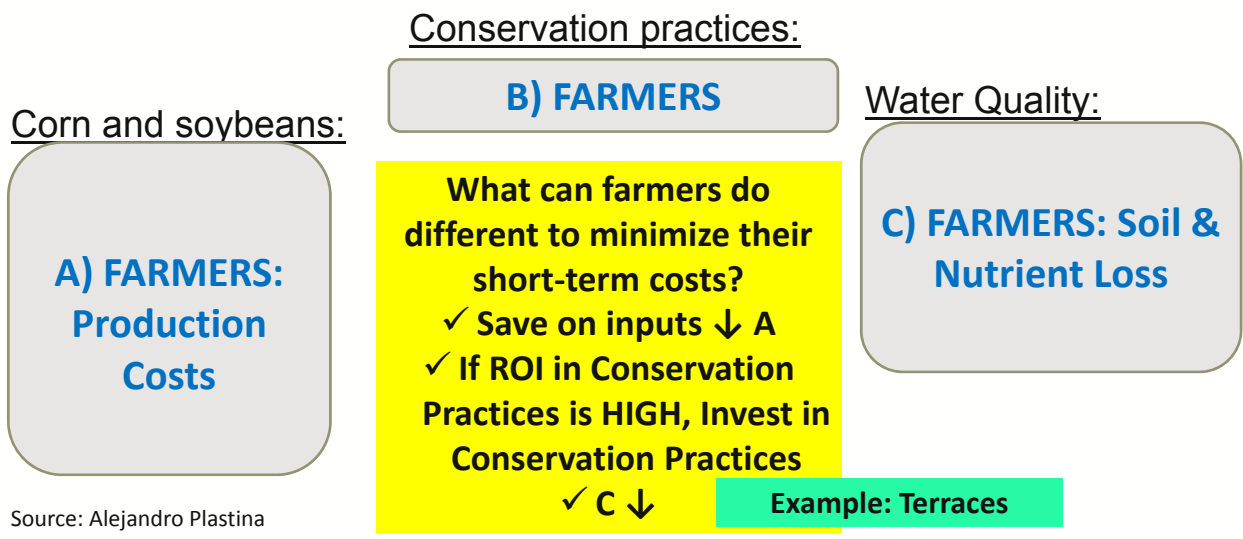 Conservation practices:
B) FARMERS
Corn and soybeans:
A) FARMERS:
Production
Costs
What can farmers do
different to minimize their
short-term costs?
✓ Save on inputs ↓ A
✓ If ROI in Conservation
Practices is HIGH, Invest in
Conservation Practices
✓ C ↓
Example: Terraces
Water Quality:
C) FARMERS: Soil &
Nutrient Loss
Source: Alejandro Plastina